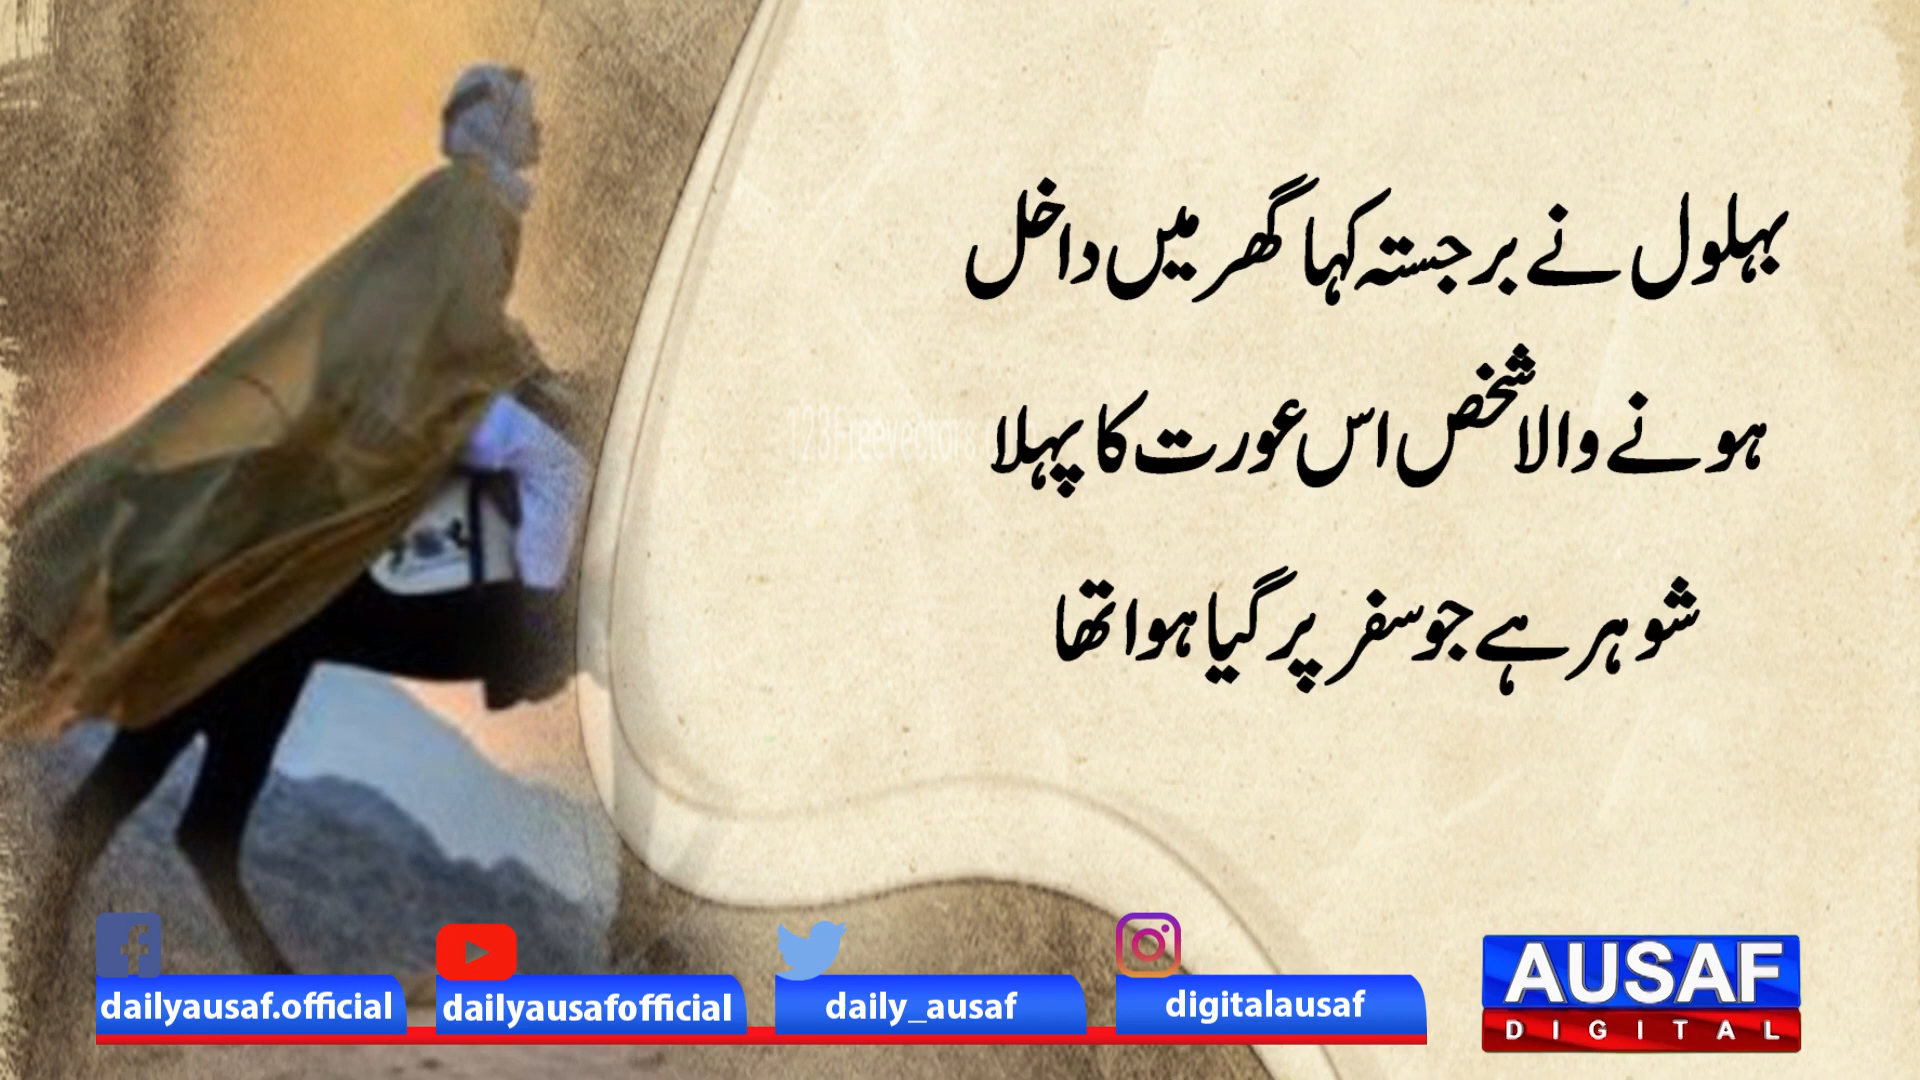 بہلول نے برجستہ کہا گھر میں داخل
ہونے والا شخص اس عورت کا پہلا
شوہر ہے جو سفر پر گیا ہوا تھا
123Freevectors
dailyausaf.official
dailyausafofficial
daily_ausaf
digitalausaf
AUSAF
DIGITAL